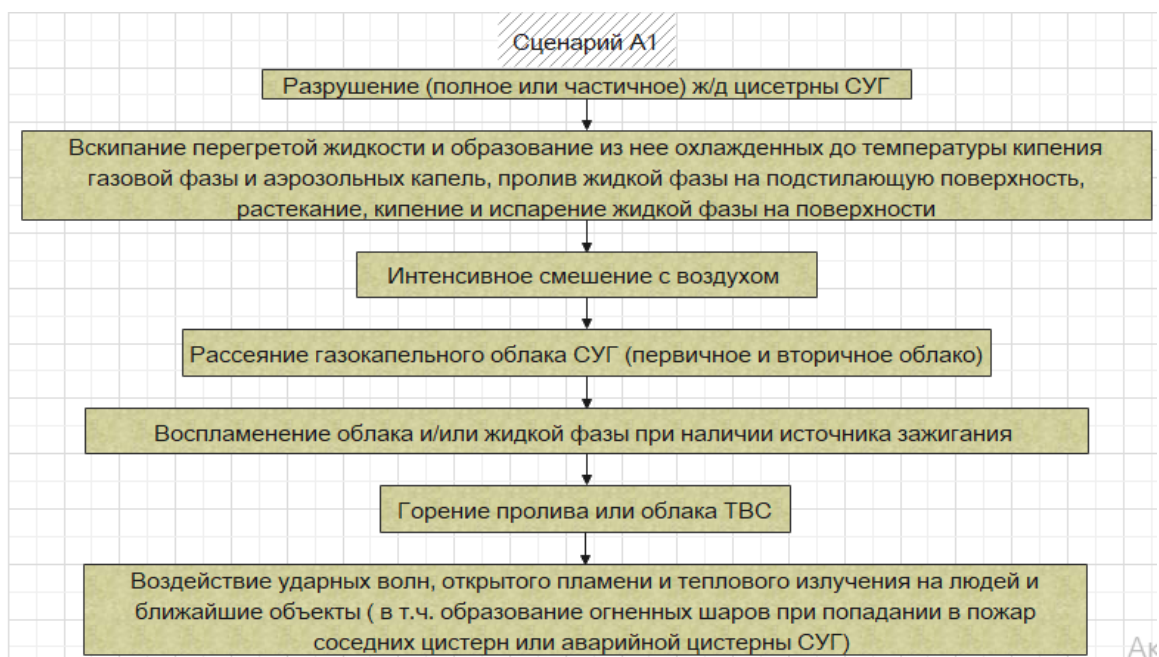 Сценарий А1
Разрушение (полное или частичное) ж/д цисетрны СУГ
Вскипание перегретой жидкости и образование из нее охлажденных до температуры кипения
газовой фазы и аэрозольных капель, пролив жидкой фазы на подстилающую поверхность,
растекание, кипение и испарение жидкой фазы на поверхности
Интенсивное смешение с воздухом
Рассеяние газокапельного облака СУГ (первичное и вторичное облако)
Воспламенение облака и/или жидкой фазы при наличии источника зажигания
Горение пролива или облака ТВС
Воздействие ударных волн, открытого пламени и теплового излучения на людей и
ближайшие объекты ( в т.ч. образование огненных шаров при попадании в пожар
соседних цистерн или аварийной цистерны СУГ)
Ак